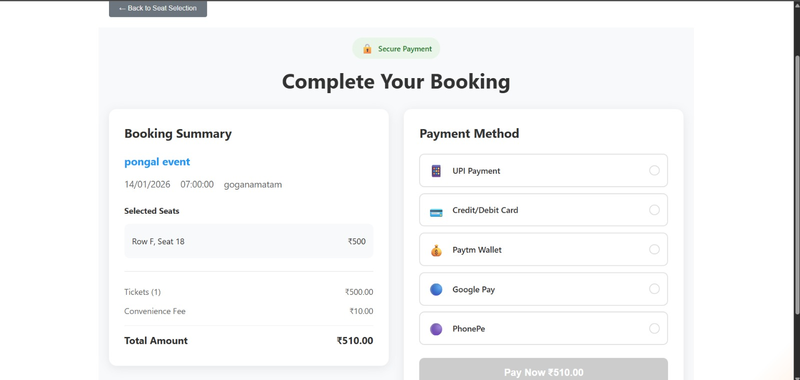 ← Back to Seat Selection
Secure Payment
Complete Your Booking
Booking Summary
pongal event
14/01/2026 07:00:00 goganamatam
Selected Seats
Row F, Seat 18 ₹500
Tickets (1) ₹500.00
Convenience Fee ₹10.00
Total Amount ₹510.00
Payment Method
UPI Payment
Credit/Debit Card
Paytm Wallet
Google Pay
PhonePe
Pay Now ₹510.00